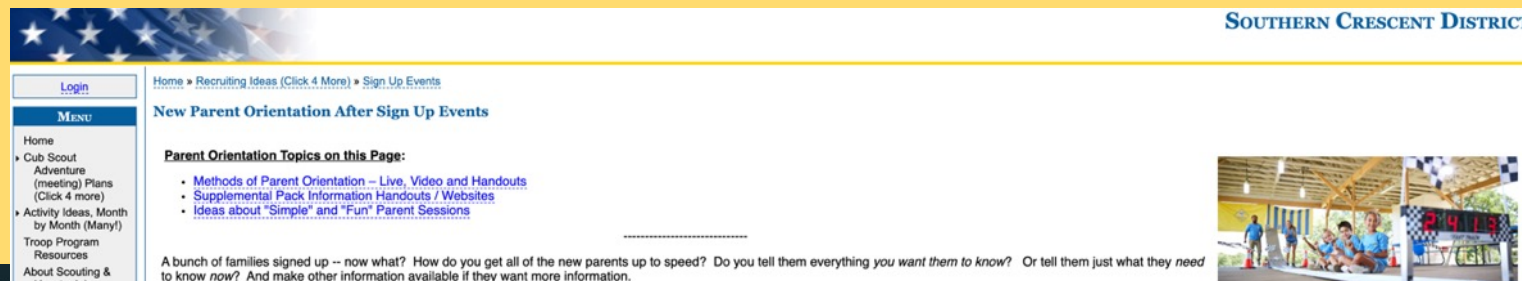 SOUTHERN CRESCENT DISTRICT
Login
Home » Recruiting Ideas (Click 4 More) » Sign Up Events
MENU
New Parent Orientation After Sign Up Events
Home
Cub Scout
Adventure
(meeting) Plans
(Click 4 more)
Activity Ideas, Month
by Month (Many!)
Troop Program
Resources
About Scouting &
Parent Orientation Topics on this Page:
• Methods of Parent Orientation – Live, Video and Handouts
• Supplemental Pack Information Handouts / Websites
• Ideas about "Simple" and "Fun" Parent Sessions
-----------------------------
A bunch of families signed up -- now what? How do you get all of the new parents up to speed? Do you tell them everything you want them to know? Or tell them just what they need
to know now? And make other information available if they want more information.